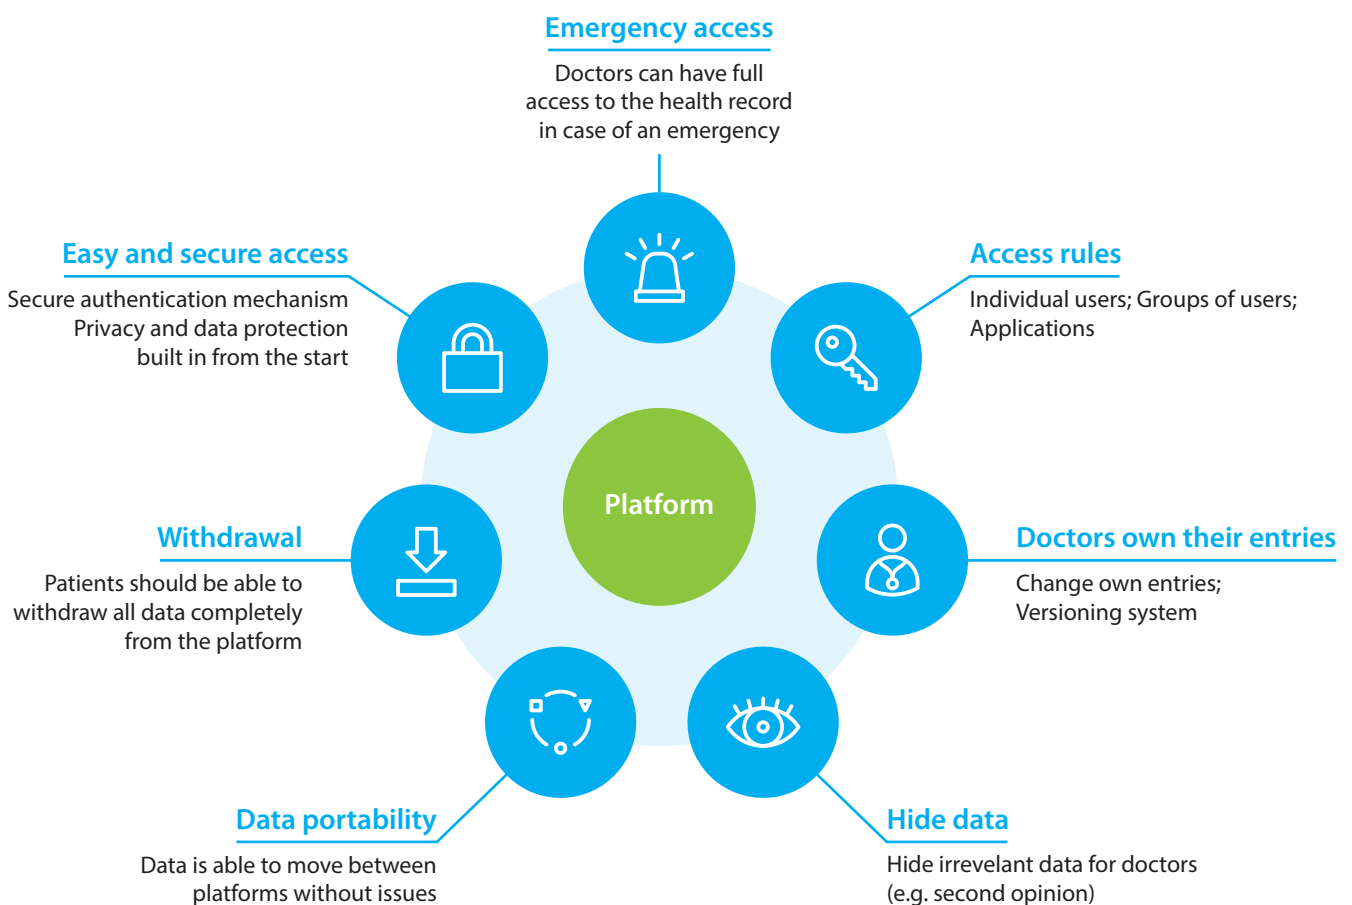 Emergency access
Doctors can have full
access to the health record
in case of an emergency
Easy and secure access
Secure authentication mechanism
Privacy and data protection
built in from the start
Access rules
Individual users; Groups of users;
Applications
Platform
Withdrawal
Patients should be able to
withdraw all data completely
from the platform
Doctors own their entries
Change own entries;
Versioning system
Data portability
Data is able to move between
platforms without issues
Hide data
Hide irrevelant data for doctors
(e.g. second opinion)